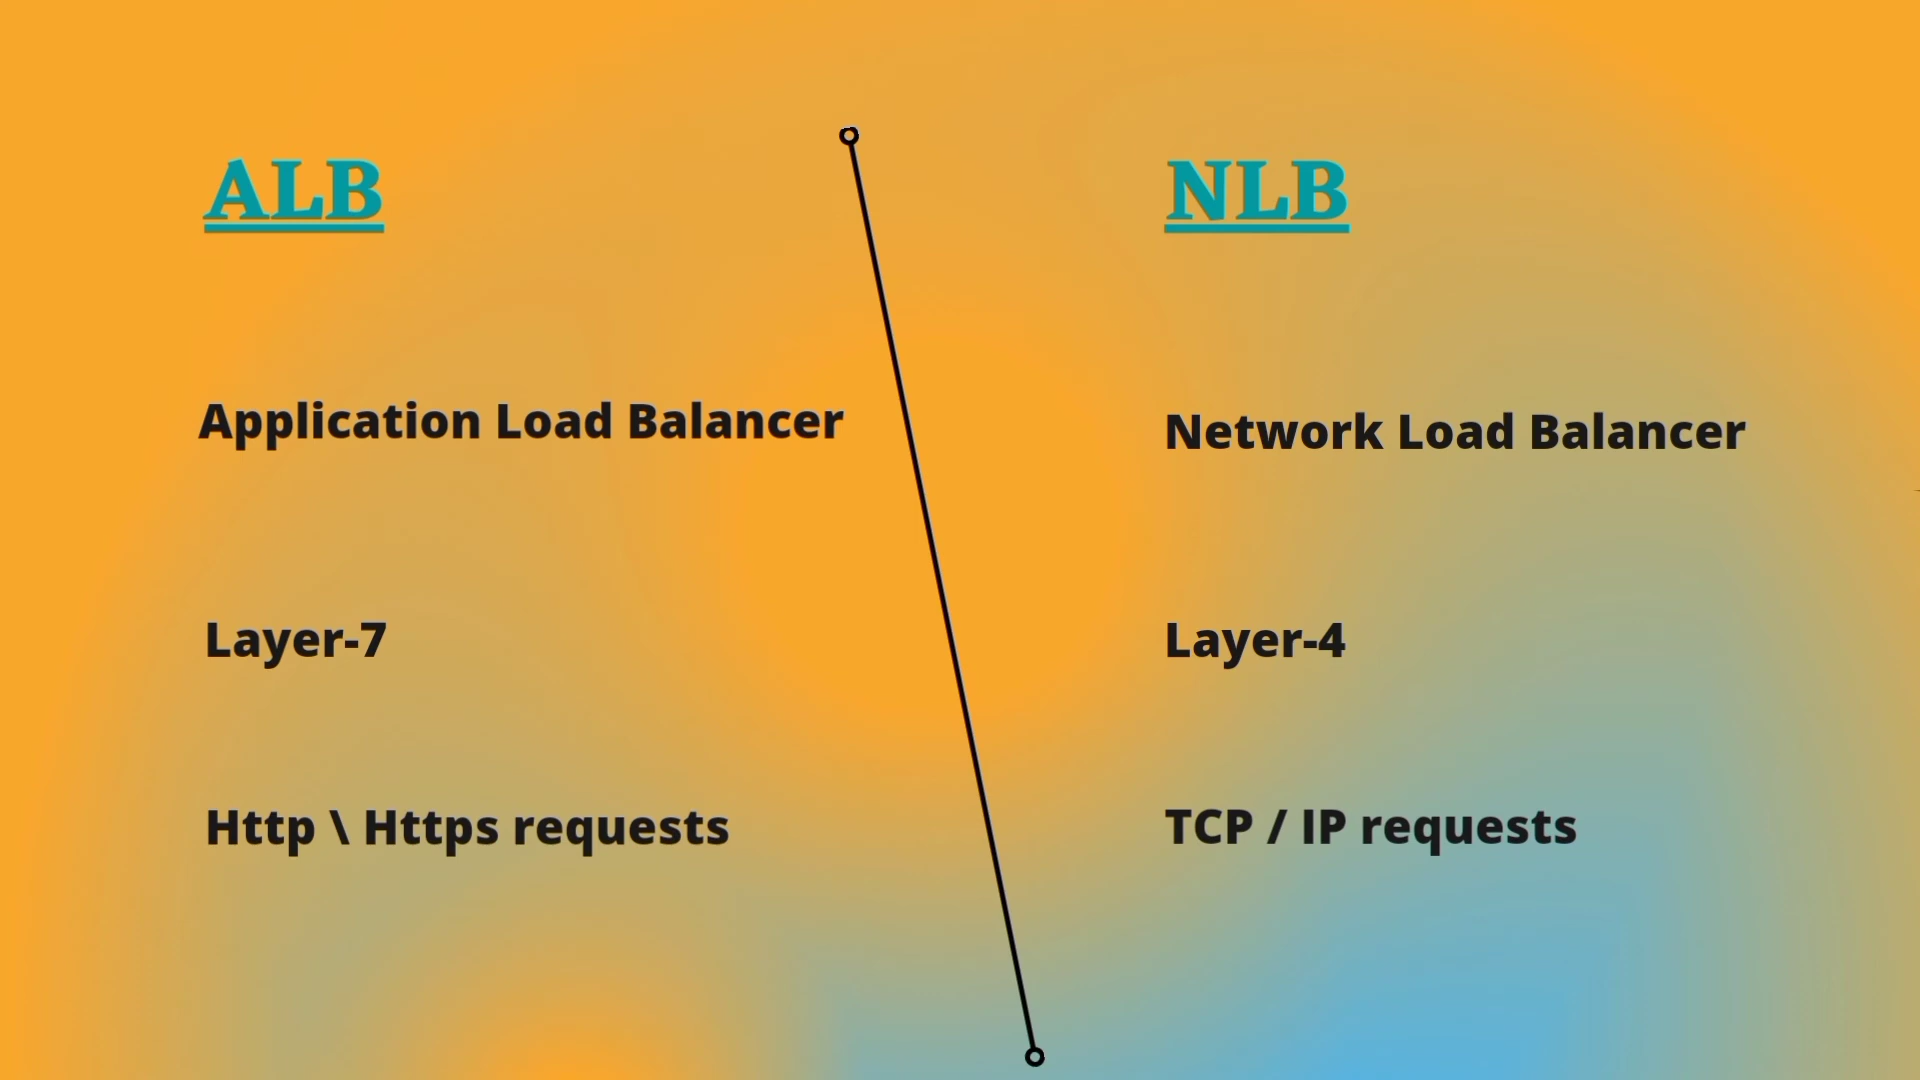 ALB
Application Load Balancer
Layer-7
Http \ Https requests
NLB
Network Load Balancer
Layer-4
TCP / IP requests